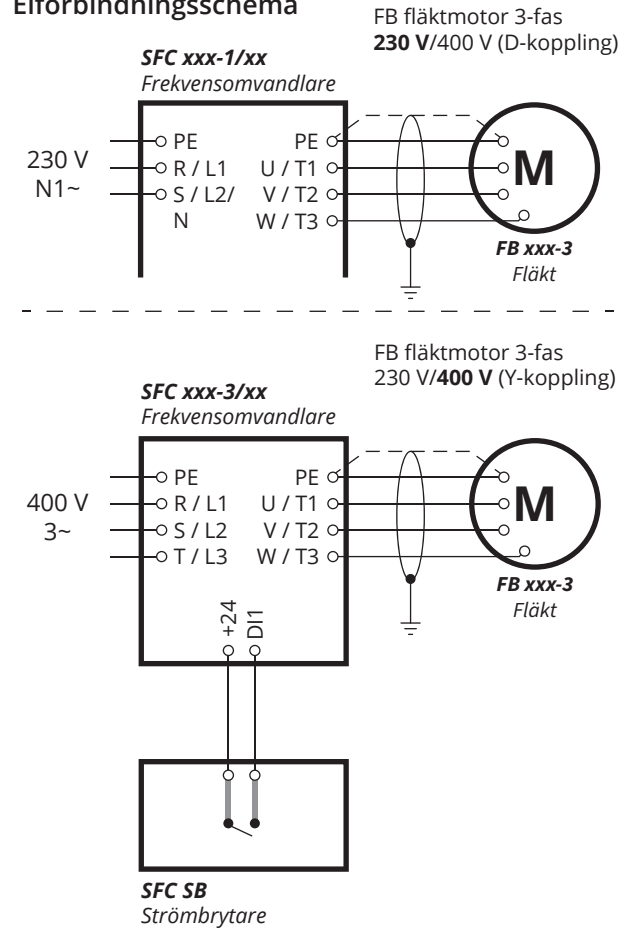 Elförbindningsschema
FB fläktmotor 3-fas
230 V/400 V (D-koppling)
SFC xxx-1/xx
Frekvensomvandlare
230 V
N1~
PE
R / L1
S / L2/
N
PE
U / T1
V / T2
W / T3
M
FB xxx-3
Fläkt
FB fläktmotor 3-fas
230 V/400 V (Y-koppling)
SFC xxx-3/xx
Frekvensomvandlare
400 V
3~
PE
R / L1
S / L2
T / L3
PE
U / T1
V / T2
W / T3
M
FB xxx-3
Fläkt
+24
DI1
SFC SB
Strömbrytare